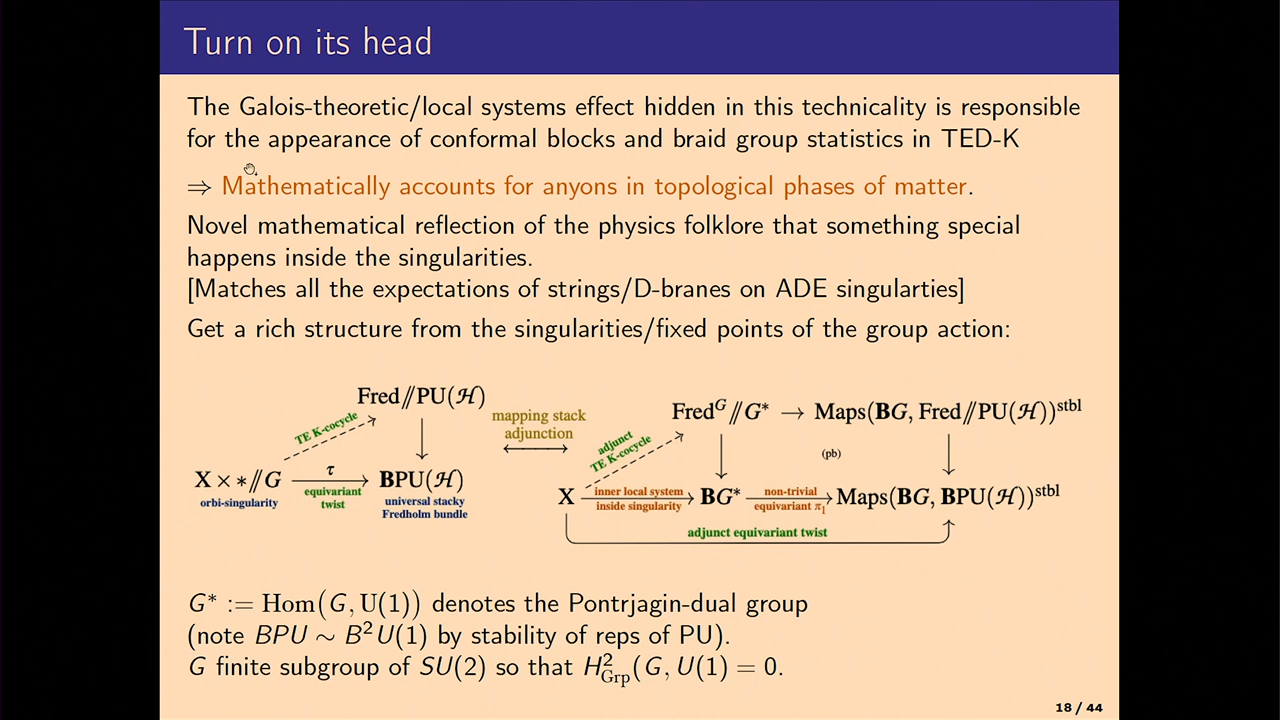 Turn on its head
The Galois-theoretic/local systems effect hidden in this technicality is responsible
for the appearance of conformal blocks and braid group statistics in TED-K
⇒ Mathematically accounts for anyons in topological phases of matter.
Novel mathematical reflection of the physics folklore that something special
happens inside the singularities.
[Matches all the expectations of strings/D-branes on ADE singularties]
Get a rich structure from the singularities/fixed points of the group action:
Fred⫽PU(ℋ)
TE K-cocycle
X × *⫽G
orbi-singularity
τ
equivariant
twist
BPU(ℋ)
universal stacky
Fredholm bundle
mapping stack
adjunction
Fred^G⫽G* → Maps(BG, Fred⫽PU(ℋ))^stbl
adjunct
TE K-cocycle
(pb)
X
inner local system
inside singularity
BG*
non-trivial
equivariant π₁
Maps(BG, BPU(ℋ))^stbl
adjunct equivariant twist
G* := Hom(G, U(1)) denotes the Pontrjagin-dual group
(note BPU ∼ B²U(1) by stability of reps of PU).
G finite subgroup of SU(2) so that H²_Grp(G, U(1) = 0.
18 / 44